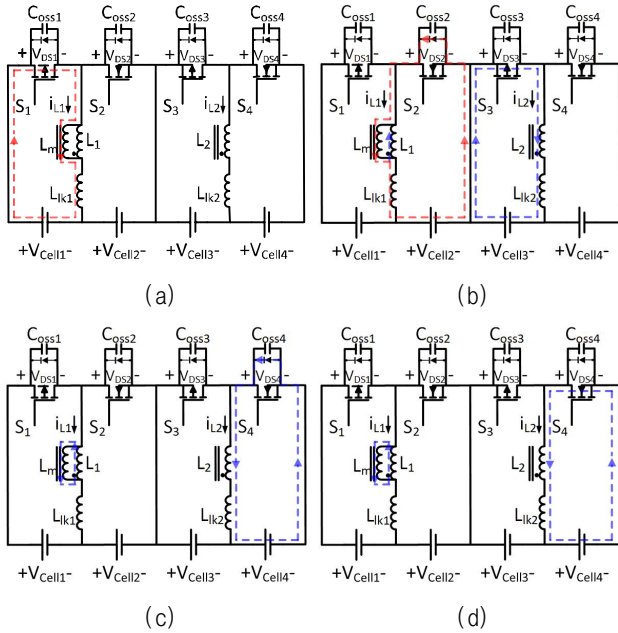 Coss1 Coss2 Coss3 Coss4
+ VDS1 - + VDS2 - + VDS3 - + VDS4 -
S1 iL1 S2 S3 iL2 S4
Lm L1 L2
Llk1 Llk2
+VCell1- +VCell2- +VCell3- +VCell4-
(a)
Coss1 Coss2 Coss3 Coss4
+ VDS1 - + VDS2 - + VDS3 - + VDS4 -
S1 iL1 S2 S3 iL2 S4
Lm L1 L2
Llk1 Llk2
+VCell1- +VCell2- +VCell3- +VCell4-
(b)
Coss1 Coss2 Coss3 Coss4
+ VDS1 - + VDS2 - + VDS3 - + VDS4 -
S1 iL1 S2 S3 iL2 S4
Lm L1 L2
Llk1 Llk2
+VCell1- +VCell2- +VCell3- +VCell4-
(c)
Coss1 Coss2 Coss3 Coss4
+ VDS1 - + VDS2 - + VDS3 - + VDS4 -
S1 iL1 S2 S3 iL2 S4
Lm L1 L2
Llk1 Llk2
+VCell1- +VCell2- +VCell3- +VCell4-
(d)